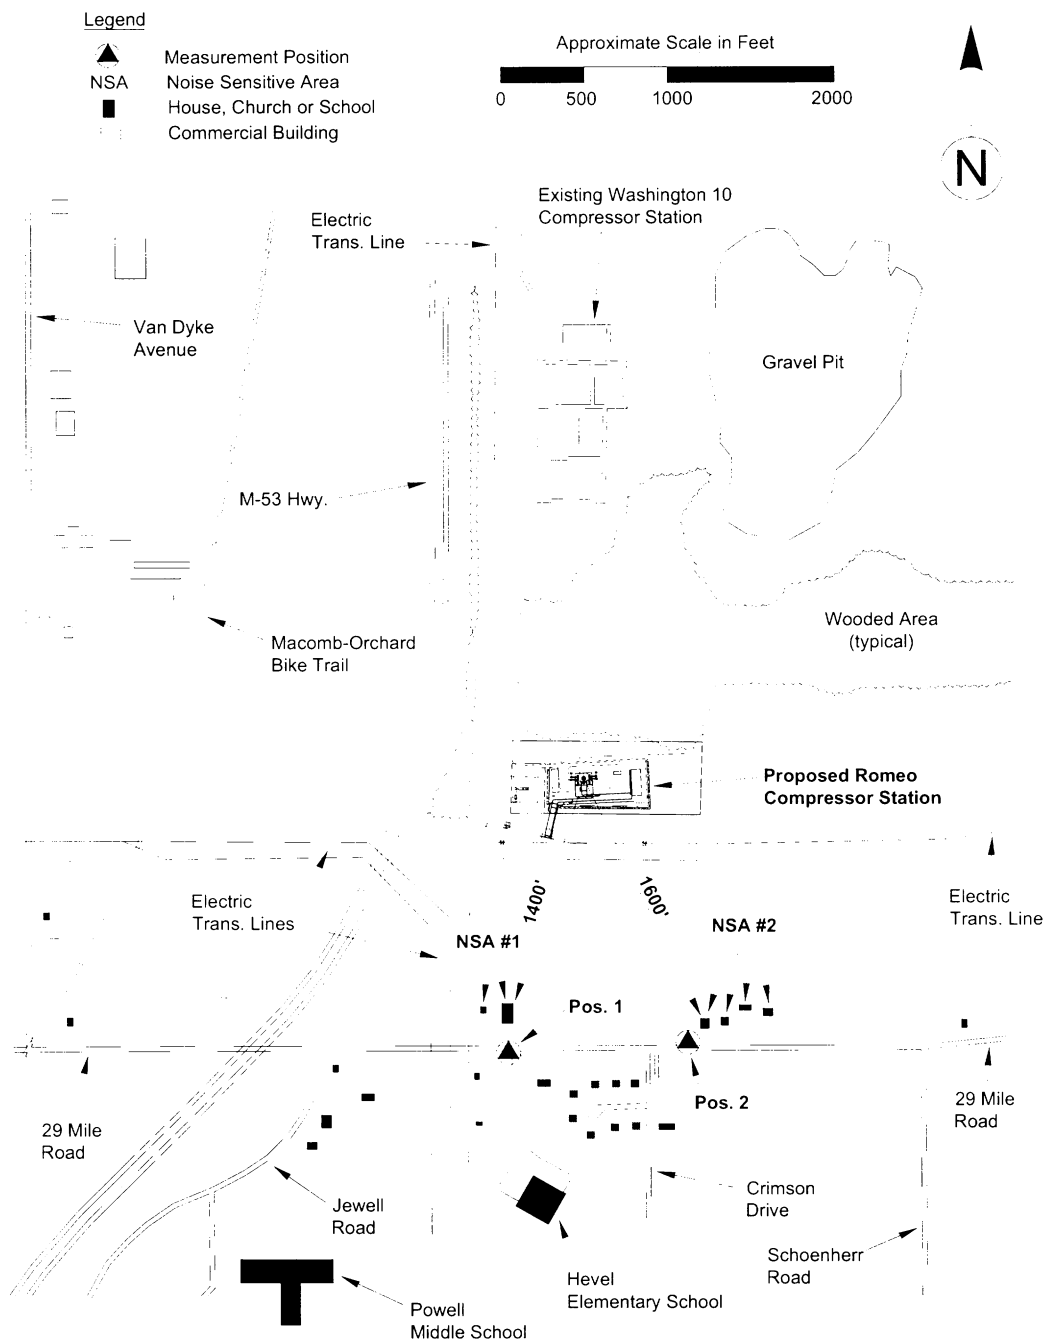 Legend
Measurement Position
NSA Noise Sensitive Area
House, Church or School
Commercial Building
Approximate Scale in Feet
0 500 1000 2000
N
Existing Washington 10
Compressor Station
Electric
Trans. Line
Van Dyke
Avenue
Gravel Pit
M-53 Hwy.
Wooded Area
(typical)
Macomb-Orchard
Bike Trail
Proposed Romeo
Compressor Station
Electric
Trans. Lines
1400'
1600'
Electric
Trans. Line
NSA #1
NSA #2
Pos. 1
Pos. 2
29 Mile
Road
29 Mile
Road
Jewell
Road
Crimson
Drive
Schoenherr
Road
Hevel
Elementary School
Powell
Middle School